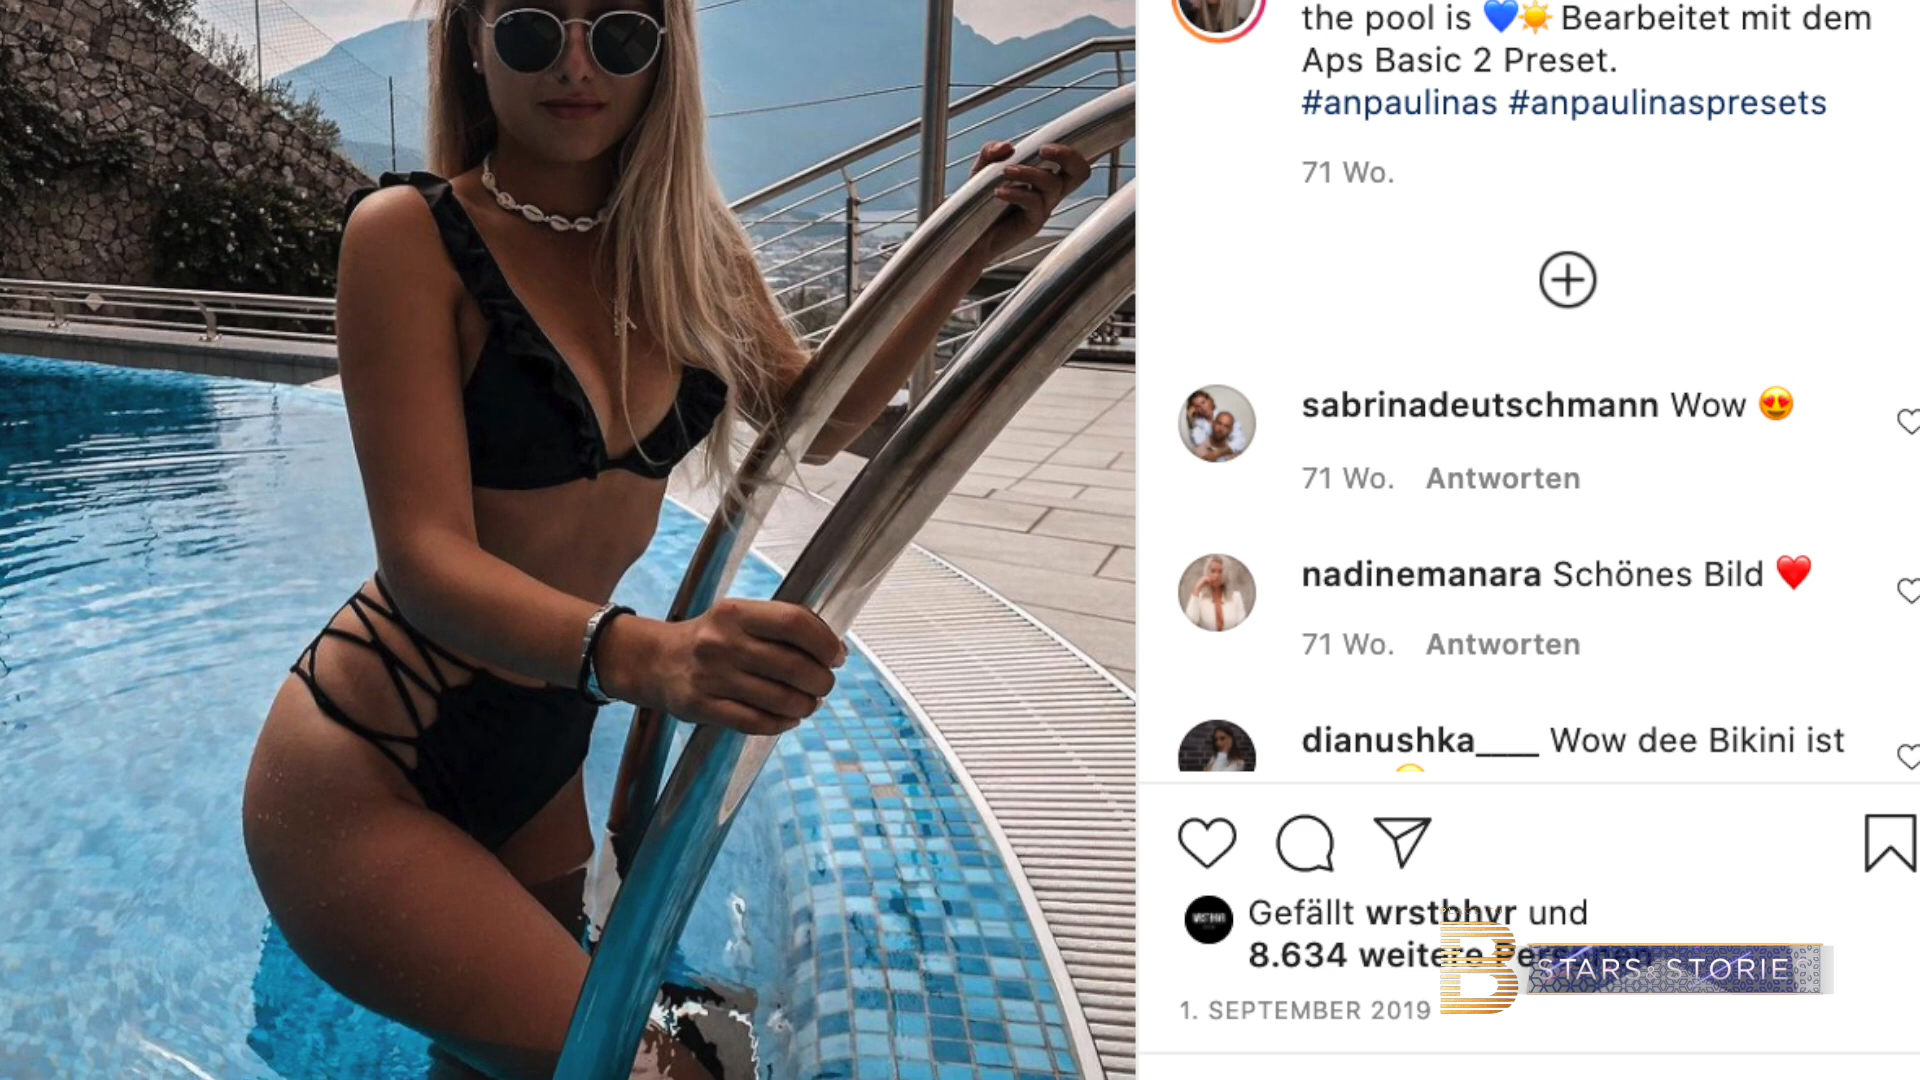 the pool is 💙☀️ Bearbeitet mit dem
Aps Basic 2 Preset.
#anpaulinas #anpaulinaspresets
71 Wo.
sabrinadeutschmann Wow 😍
71 Wo. Antworten
nadinemanara Schönes Bild ❤️
71 Wo. Antworten
dianushka____ Wow dee Bikini ist
Gefällt wrstbhvr und
8.634 weitere
B STARS & STORIE
1. SEPTEMBER 2019